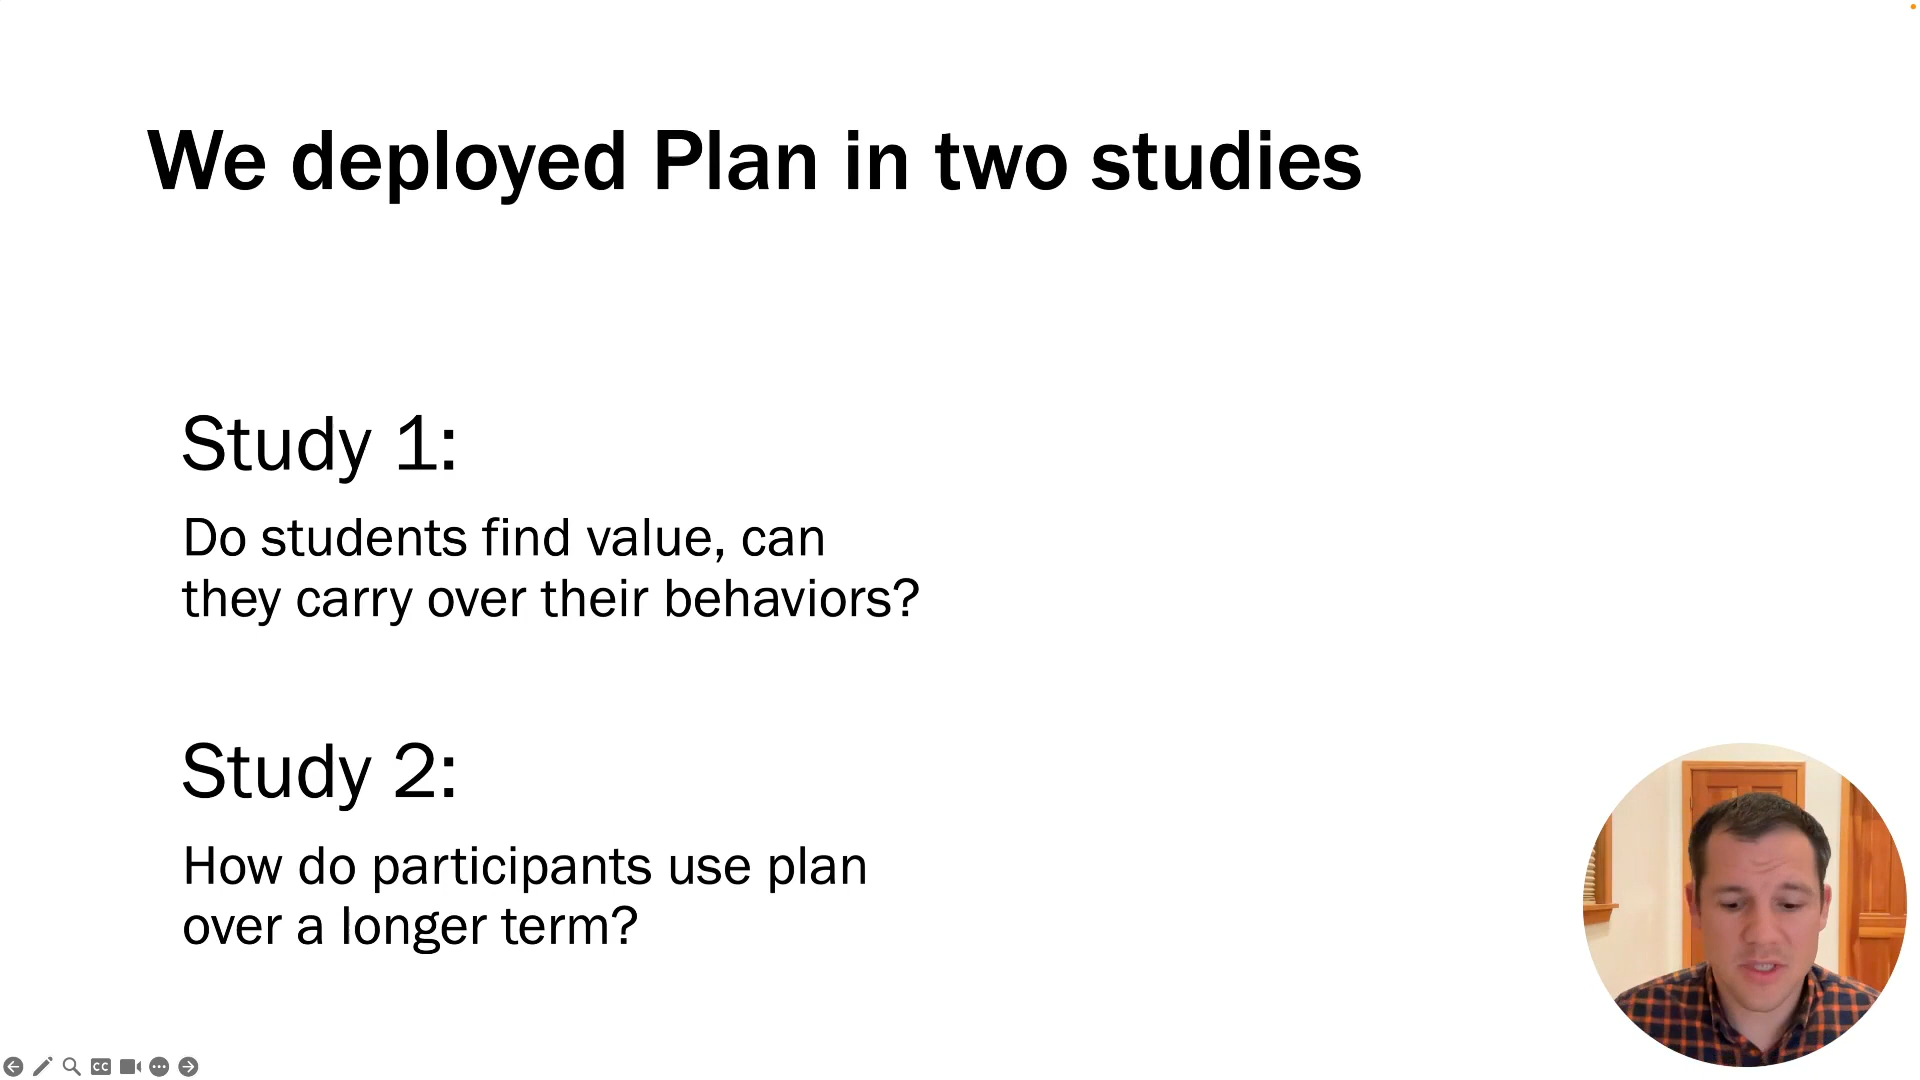 We deployed Plan in two studies
Study 1:
Do students find value, can
they carry over their behaviors?
Study 2:
How do participants use plan
over a longer term?
CC